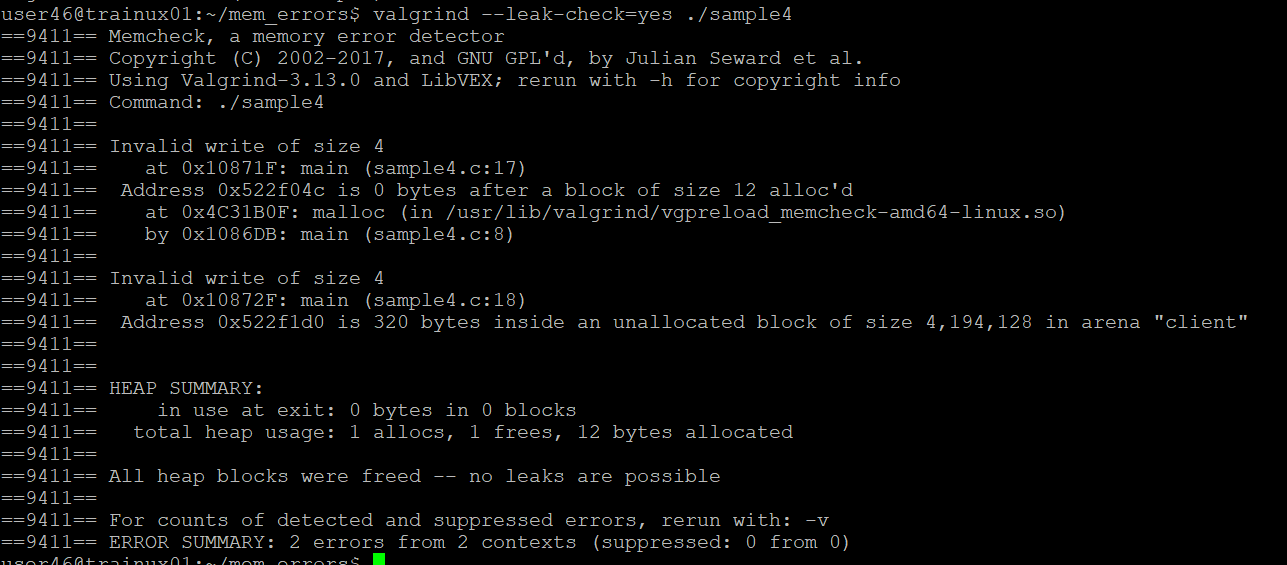 user46@trainux01:~/mem_errors$ valgrind --leak-check=yes ./sample4
==9411== Memcheck, a memory error detector
==9411== Copyright (C) 2002-2017, and GNU GPL'd, by Julian Seward et al.
==9411== Using Valgrind-3.13.0 and LibVEX; rerun with -h for copyright info
==9411== Command: ./sample4
==9411==
==9411== Invalid write of size 4
==9411==    at 0x10871F: main (sample4.c:17)
==9411==  Address 0x522f04c is 0 bytes after a block of size 12 alloc'd
==9411==    at 0x4C31B0F: malloc (in /usr/lib/valgrind/vgpreload_memcheck-amd64-linux.so)
==9411==    by 0x1086DB: main (sample4.c:8)
==9411==
==9411== Invalid write of size 4
==9411==    at 0x10872F: main (sample4.c:18)
==9411==  Address 0x522f1d0 is 320 bytes inside an unallocated block of size 4,194,128 in arena "client"
==9411==
==9411==
==9411== HEAP SUMMARY:
==9411==     in use at exit: 0 bytes in 0 blocks
==9411==   total heap usage: 1 allocs, 1 frees, 12 bytes allocated
==9411==
==9411== All heap blocks were freed -- no leaks are possible
==9411==
==9411== For counts of detected and suppressed errors, rerun with: -v
==9411== ERROR SUMMARY: 2 errors from 2 contexts (suppressed: 0 from 0)
user46@trainux01:~/mem_errors$